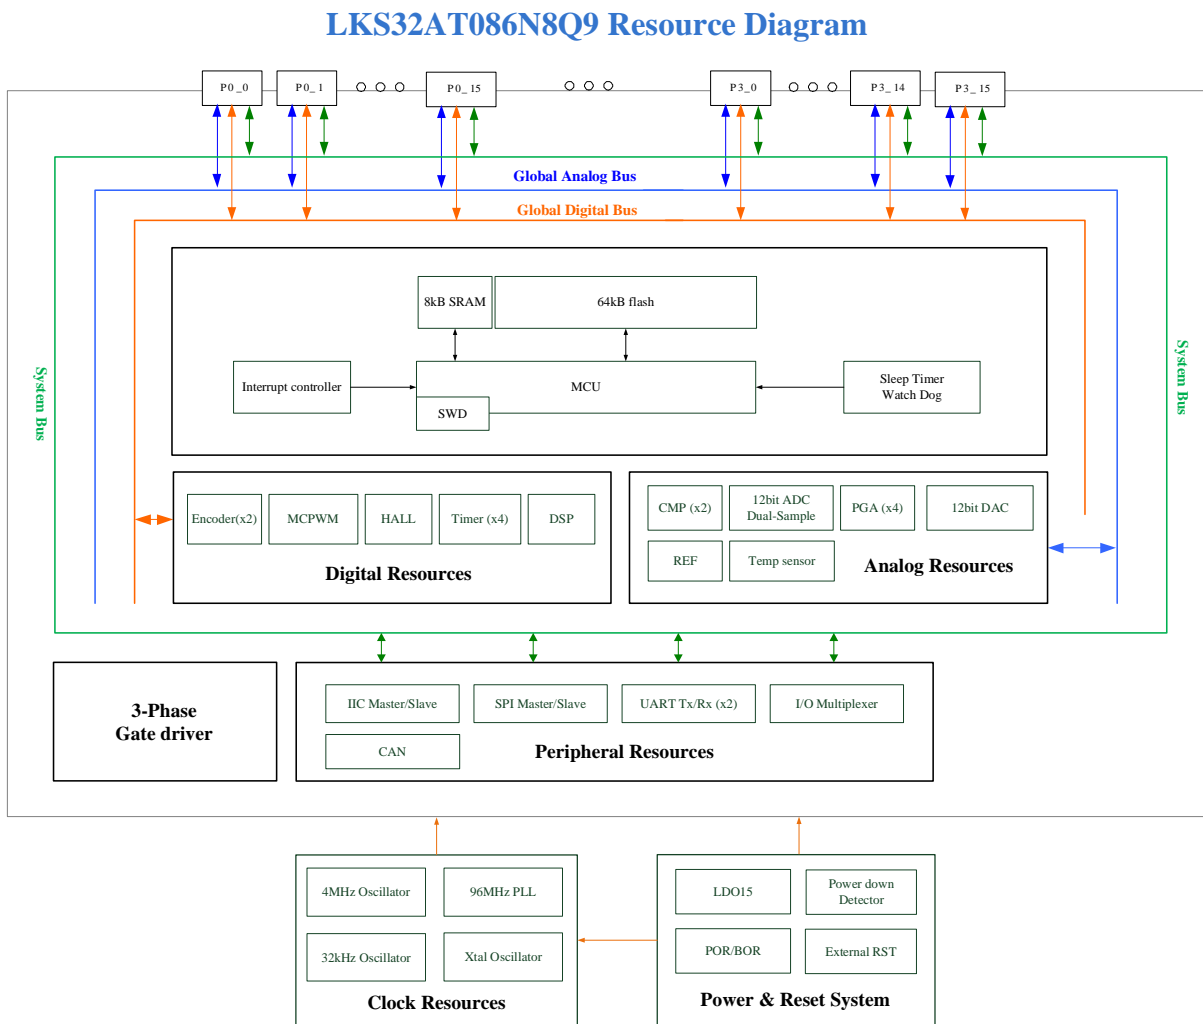 LKS32AT086N8Q9 Resource Diagram
P0_0
P0_1
P0_15
P3_0
P3_14
P3_15
Global Analog Bus
Global Digital Bus
System Bus
System Bus
8kB SRAM
64kB flash
Interrupt controller
MCU
SWD
Sleep Timer
Watch Dog
Encoder(x2)
MCPWM
HALL
Timer (x4)
DSP
Digital Resources
CMP (x2)
12bit ADC
Dual-Sample
PGA (x4)
12bit DAC
REF
Temp sensor
Analog Resources
3-Phase
Gate driver
IIC Master/Slave
SPI Master/Slave
UART Tx/Rx (x2)
I/O Multiplexer
CAN
Peripheral Resources
4MHz Oscillator
96MHz PLL
32kHz Oscillator
Xtal Oscillator
Clock Resources
LDO15
Power down
Detector
POR/BOR
External RST
Power & Reset System